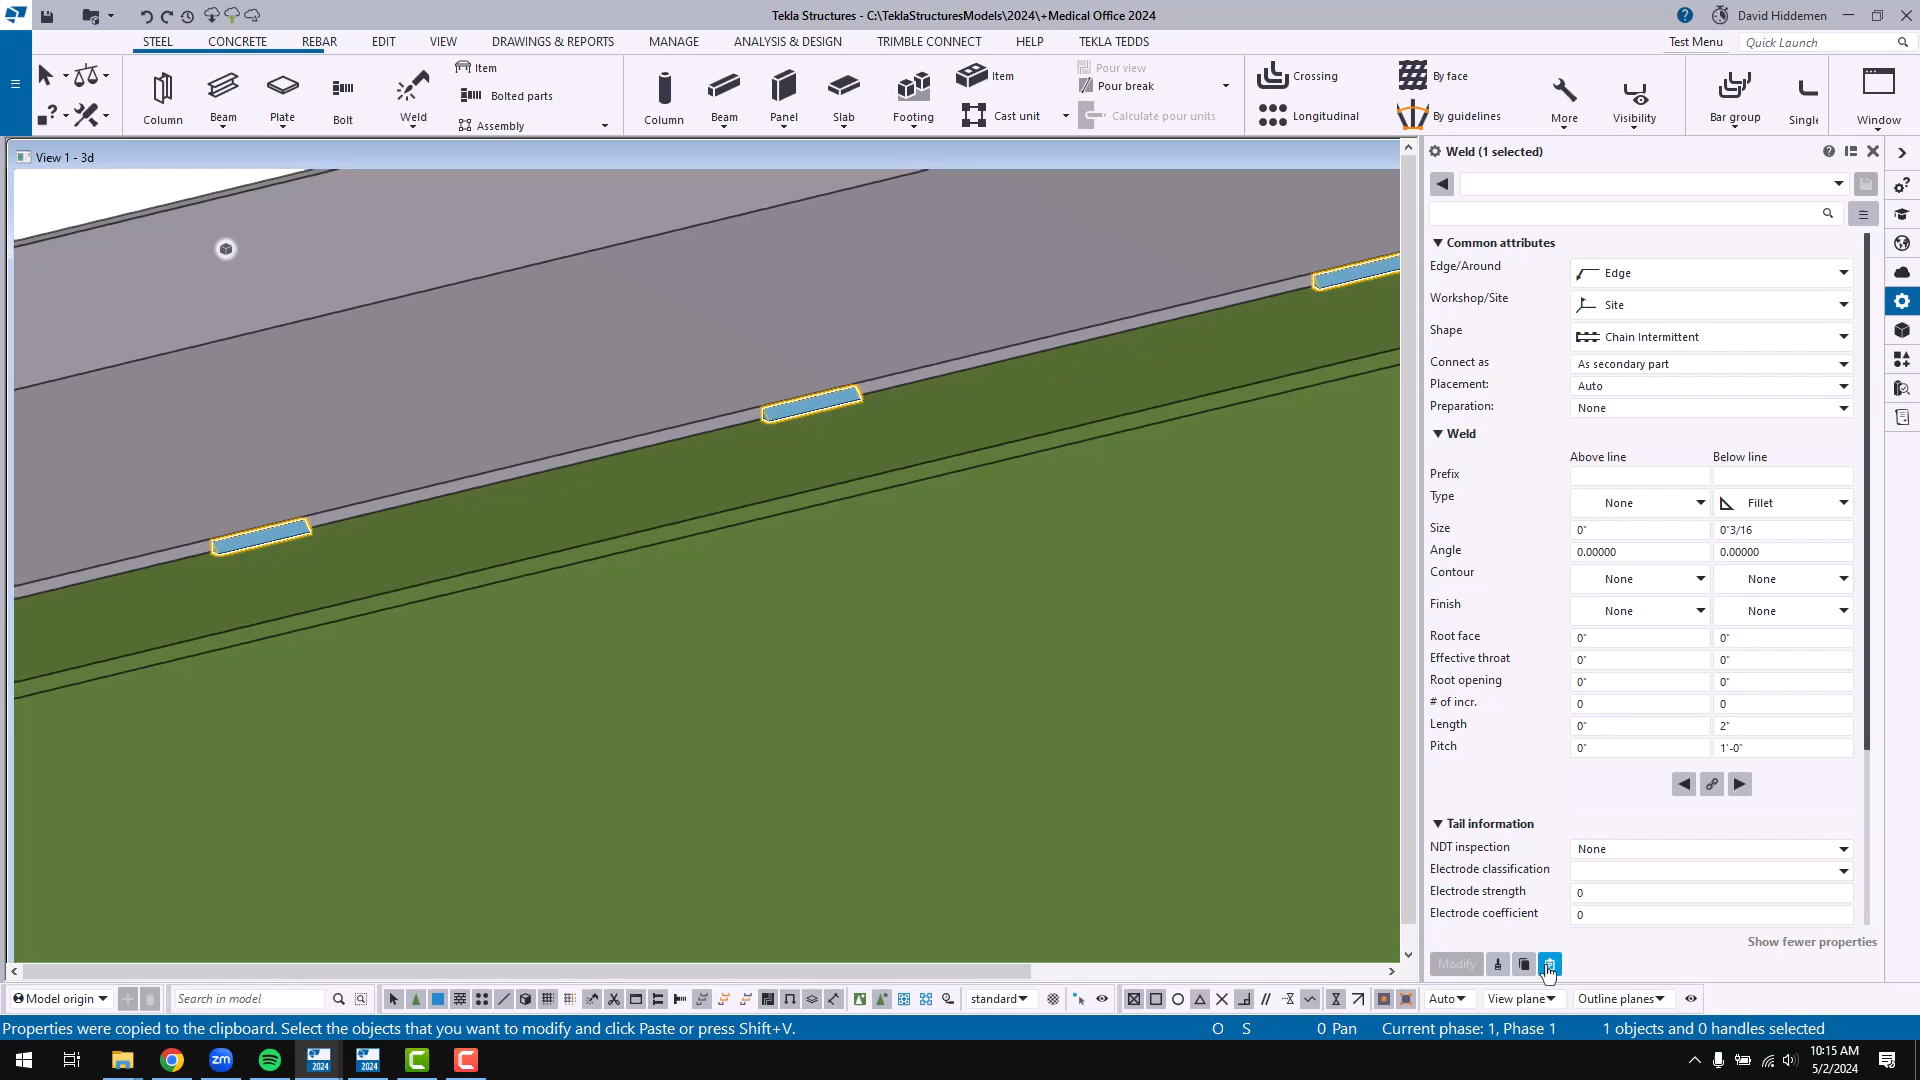 Tekla Structures - C:\TeklaStructuresModels\2024\+Medical Office 2024
David Hiddemen
STEEL CONCRETE REBAR EDIT VIEW DRAWINGS & REPORTS MANAGE ANALYSIS & DESIGN TRIMBLE CONNECT HELP TEKLA TEDDS
Test Menu Quick Launch
Item Bolted parts Assembly
Column Beam Plate Bolt Weld
Item Cast unit
Pour view Pour break Calculate pour units
Column Beam Panel Slab Footing
Crossing Longitudinal By face By guidelines
More Visibility Bar group Single Window
View 1 - 3d
Weld (1 selected)
Common attributes
Edge/Around Edge
Workshop/Site Site
Shape Chain Intermittent
Connect as As secondary part
Placement: Auto
Preparation: None
Weld
Above line Below line
Prefix
Type None Fillet
Size 0" 0"3/16
Angle 0.00000 0.00000
Contour None None
Finish None None
Root face 0" 0"
Effective throat 0" 0"
Root opening 0" 0"
# of incr. 0 0
Length 0" 2"
Pitch 0" 1'-0"
Tail information
NDT inspection None
Electrode classification
Electrode strength 0
Electrode coefficient 0
Show fewer properties
Modify
Model origin Search in model standard Auto View plane Outline planes
Properties were copied to the clipboard. Select the objects that you want to modify and click Paste or press Shift+V. O S 0 Pan Current phase: 1, Phase 1 1 objects and 0 handles selected
zm 2024 2024
10:15 AM
5/2/2024